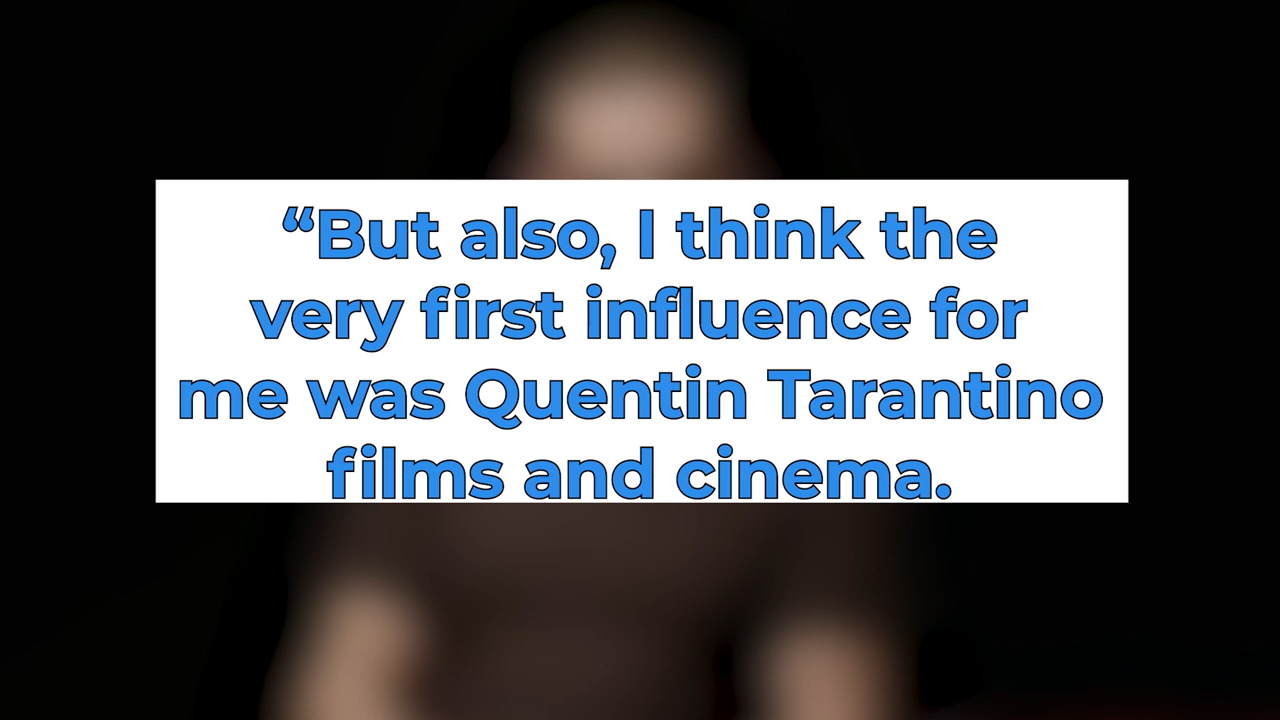 “But also, I think the
very first influence for
me was Quentin Tarantino
films and cinema.